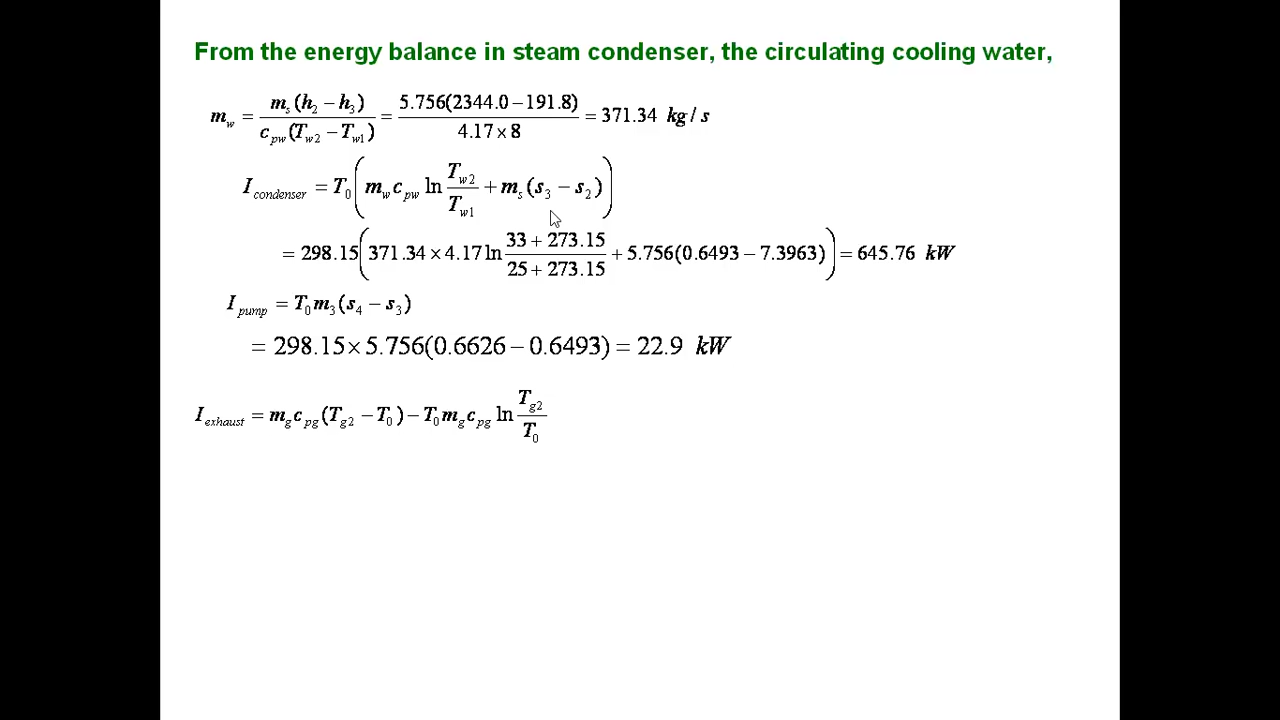 From the energy balance in steam condenser, the circulating cooling water,
m_w = m_s(h_2 − h_3) / c_pw(T_w2 − T_w1) = 5.756(2344.0 − 191.8) / 4.17 × 8 = 371.34 kg / s
I_condenser = T_0 ( m_w c_pw ln T_w2 / T_w1 + m_s (s_3 − s_2) )
= 298.15 ( 371.34 × 4.17 ln 33 + 273.15 / 25 + 273.15 + 5.756(0.6493 − 7.3963) ) = 645.76 kW
I_pump = T_0 m_3 (s_4 − s_3)
= 298.15 × 5.756(0.6626 − 0.6493) = 22.9 kW
I_exhaust = m_g c_pg (T_g2 − T_0) − T_0 m_g c_pg ln T_g2 / T_0